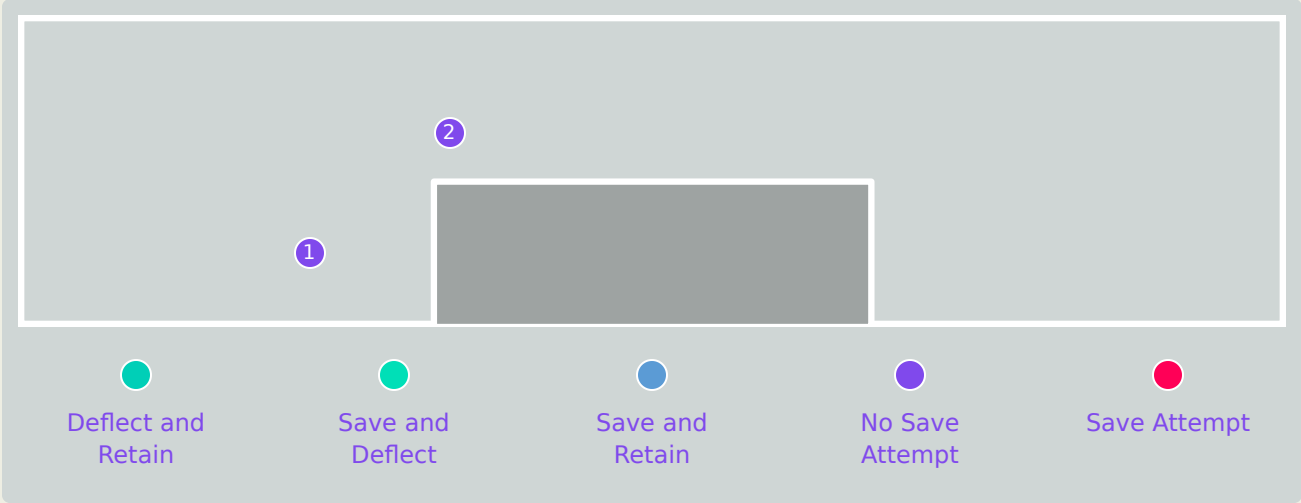 2
1
Deflect and
Retain
Save and
Deflect
Save and
Retain
No Save
Attempt
Save Attempt